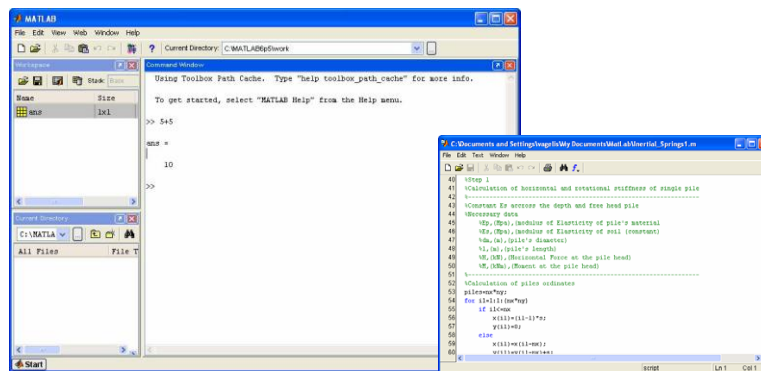 MATLAB
File Edit View Web Window Help
? Current Directory: C:\MATLAB6p5\work
Workspace
Stack: Base
Name Size
ans 1x1
Current Directory
C:\MATLA
All Files File T
Command Window
Using Toolbox Path Cache. Type "help toolbox_path_cache" for more info.
To get started, select "MATLAB Help" from the Help menu.
>> 5+5
ans =
10
>>
Start
C:\Documents and Settings\vagelis\My Documents\MatLab\Inertial_Springs1.m
File Edit Text Window Help
40 %Step 1
41 %Calculation of horizontal and rotational stiffness of single pile
42 %----------------------------------------------------------------
43 %Constant Es accross the depth and free head pile
44 %Necessary data
45 %Ep,(Mpa),(modulus of Elasticity of pile's material
46 %Es,(Mpa),(modulus of Elasticity of soil (constant)
47 %da,(m),(pile's diameter)
48 %l,(m),(pile's length)
49 %H,(kN),(Horizontal Force at the pile head)
50 %M,(kNm),(Moment at the pile head)
51 %----------------------------------------------------------------
52 %Calculation of piles ordinates
53 piles=nx*ny;
54 for i1=1:1:(nx*ny)
55 if i1<=nx
56 x(i1)=(i1-1)*s;
57 y(i1)=0;
58 else
59 x(i1)=x(i1-nx);
60 y(i1)=y(i1-nx)+s;
script Ln 1 Col 1